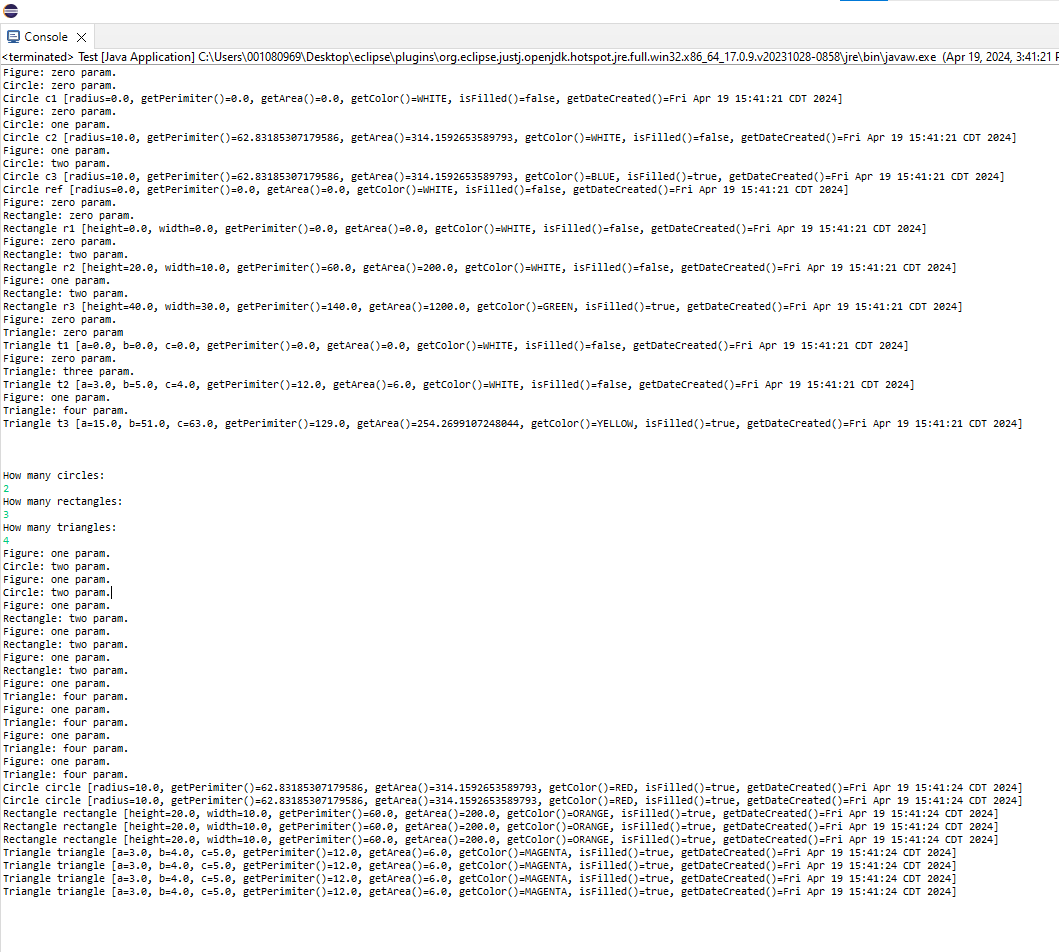 Console
<terminated> Test [Java Application] C:\Users\001080969\Desktop\eclipse\plugins\org.eclipse.justj.openjdk.hotspot.jre.full.win32.x86_64_17.0.9.v20231028-0858\jre\bin\javaw.exe (Apr 19, 2024, 3:41:21 P
Figure: zero param.
Circle: zero param.
Circle c1 [radius=0.0, getPerimiter()=0.0, getArea()=0.0, getColor()=WHITE, isFilled()=false, getDateCreated()=Fri Apr 19 15:41:21 CDT 2024]
Figure: zero param.
Circle: one param.
Circle c2 [radius=10.0, getPerimiter()=62.83185307179586, getArea()=314.1592653589793, getColor()=WHITE, isFilled()=false, getDateCreated()=Fri Apr 19 15:41:21 CDT 2024]
Figure: one param.
Circle: two param.
Circle c3 [radius=10.0, getPerimiter()=62.83185307179586, getArea()=314.1592653589793, getColor()=BLUE, isFilled()=true, getDateCreated()=Fri Apr 19 15:41:21 CDT 2024]
Circle ref [radius=0.0, getPerimiter()=0.0, getArea()=0.0, getColor()=WHITE, isFilled()=false, getDateCreated()=Fri Apr 19 15:41:21 CDT 2024]
Figure: zero param.
Rectangle: zero param.
Rectangle r1 [height=0.0, width=0.0, getPerimiter()=0.0, getArea()=0.0, getColor()=WHITE, isFilled()=false, getDateCreated()=Fri Apr 19 15:41:21 CDT 2024]
Figure: zero param.
Rectangle: two param.
Rectangle r2 [height=20.0, width=10.0, getPerimiter()=60.0, getArea()=200.0, getColor()=WHITE, isFilled()=false, getDateCreated()=Fri Apr 19 15:41:21 CDT 2024]
Figure: one param.
Rectangle: two param.
Rectangle r3 [height=40.0, width=30.0, getPerimiter()=140.0, getArea()=1200.0, getColor()=GREEN, isFilled()=true, getDateCreated()=Fri Apr 19 15:41:21 CDT 2024]
Figure: zero param.
Triangle: zero param
Triangle t1 [a=0.0, b=0.0, c=0.0, getPerimiter()=0.0, getArea()=0.0, getColor()=WHITE, isFilled()=false, getDateCreated()=Fri Apr 19 15:41:21 CDT 2024]
Figure: zero param.
Triangle: three param.
Triangle t2 [a=3.0, b=5.0, c=4.0, getPerimiter()=12.0, getArea()=6.0, getColor()=WHITE, isFilled()=false, getDateCreated()=Fri Apr 19 15:41:21 CDT 2024]
Figure: one param.
Triangle: four param.
Triangle t3 [a=15.0, b=51.0, c=63.0, getPerimiter()=129.0, getArea()=254.2699107248044, getColor()=YELLOW, isFilled()=true, getDateCreated()=Fri Apr 19 15:41:21 CDT 2024]
How many circles:
2
How many rectangles:
3
How many triangles:
4
Figure: one param.
Circle: two param.
Figure: one param.
Circle: two param.
Figure: one param.
Rectangle: two param.
Figure: one param.
Rectangle: two param.
Figure: one param.
Rectangle: two param.
Figure: one param.
Triangle: four param.
Figure: one param.
Triangle: four param.
Figure: one param.
Triangle: four param.
Figure: one param.
Triangle: four param.
Circle circle [radius=10.0, getPerimiter()=62.83185307179586, getArea()=314.1592653589793, getColor()=RED, isFilled()=true, getDateCreated()=Fri Apr 19 15:41:24 CDT 2024]
Circle circle [radius=10.0, getPerimiter()=62.83185307179586, getArea()=314.1592653589793, getColor()=RED, isFilled()=true, getDateCreated()=Fri Apr 19 15:41:24 CDT 2024]
Rectangle rectangle [height=20.0, width=10.0, getPerimiter()=60.0, getArea()=200.0, getColor()=ORANGE, isFilled()=true, getDateCreated()=Fri Apr 19 15:41:24 CDT 2024]
Rectangle rectangle [height=20.0, width=10.0, getPerimiter()=60.0, getArea()=200.0, getColor()=ORANGE, isFilled()=true, getDateCreated()=Fri Apr 19 15:41:24 CDT 2024]
Rectangle rectangle [height=20.0, width=10.0, getPerimiter()=60.0, getArea()=200.0, getColor()=ORANGE, isFilled()=true, getDateCreated()=Fri Apr 19 15:41:24 CDT 2024]
Triangle triangle [a=3.0, b=4.0, c=5.0, getPerimiter()=12.0, getArea()=6.0, getColor()=MAGENTA, isFilled()=true, getDateCreated()=Fri Apr 19 15:41:24 CDT 2024]
Triangle triangle [a=3.0, b=4.0, c=5.0, getPerimiter()=12.0, getArea()=6.0, getColor()=MAGENTA, isFilled()=true, getDateCreated()=Fri Apr 19 15:41:24 CDT 2024]
Triangle triangle [a=3.0, b=4.0, c=5.0, getPerimiter()=12.0, getArea()=6.0, getColor()=MAGENTA, isFilled()=true, getDateCreated()=Fri Apr 19 15:41:24 CDT 2024]
Triangle triangle [a=3.0, b=4.0, c=5.0, getPerimiter()=12.0, getArea()=6.0, getColor()=MAGENTA, isFilled()=true, getDateCreated()=Fri Apr 19 15:41:24 CDT 2024]